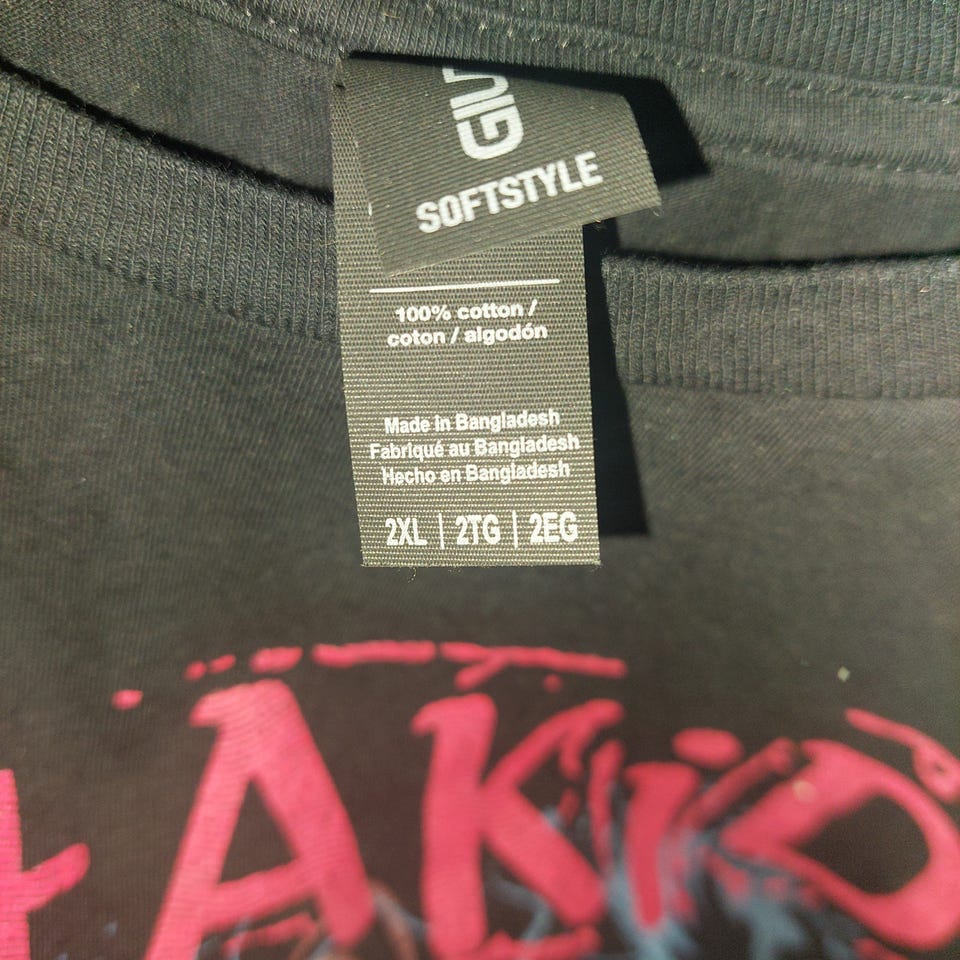 SOFTSTYLE
100% cotton /
coton / algodón
Made in Bangladesh
Fabriqué au Bangladesh
Hecho en Bangladesh
2XL | 2TG | 2EG